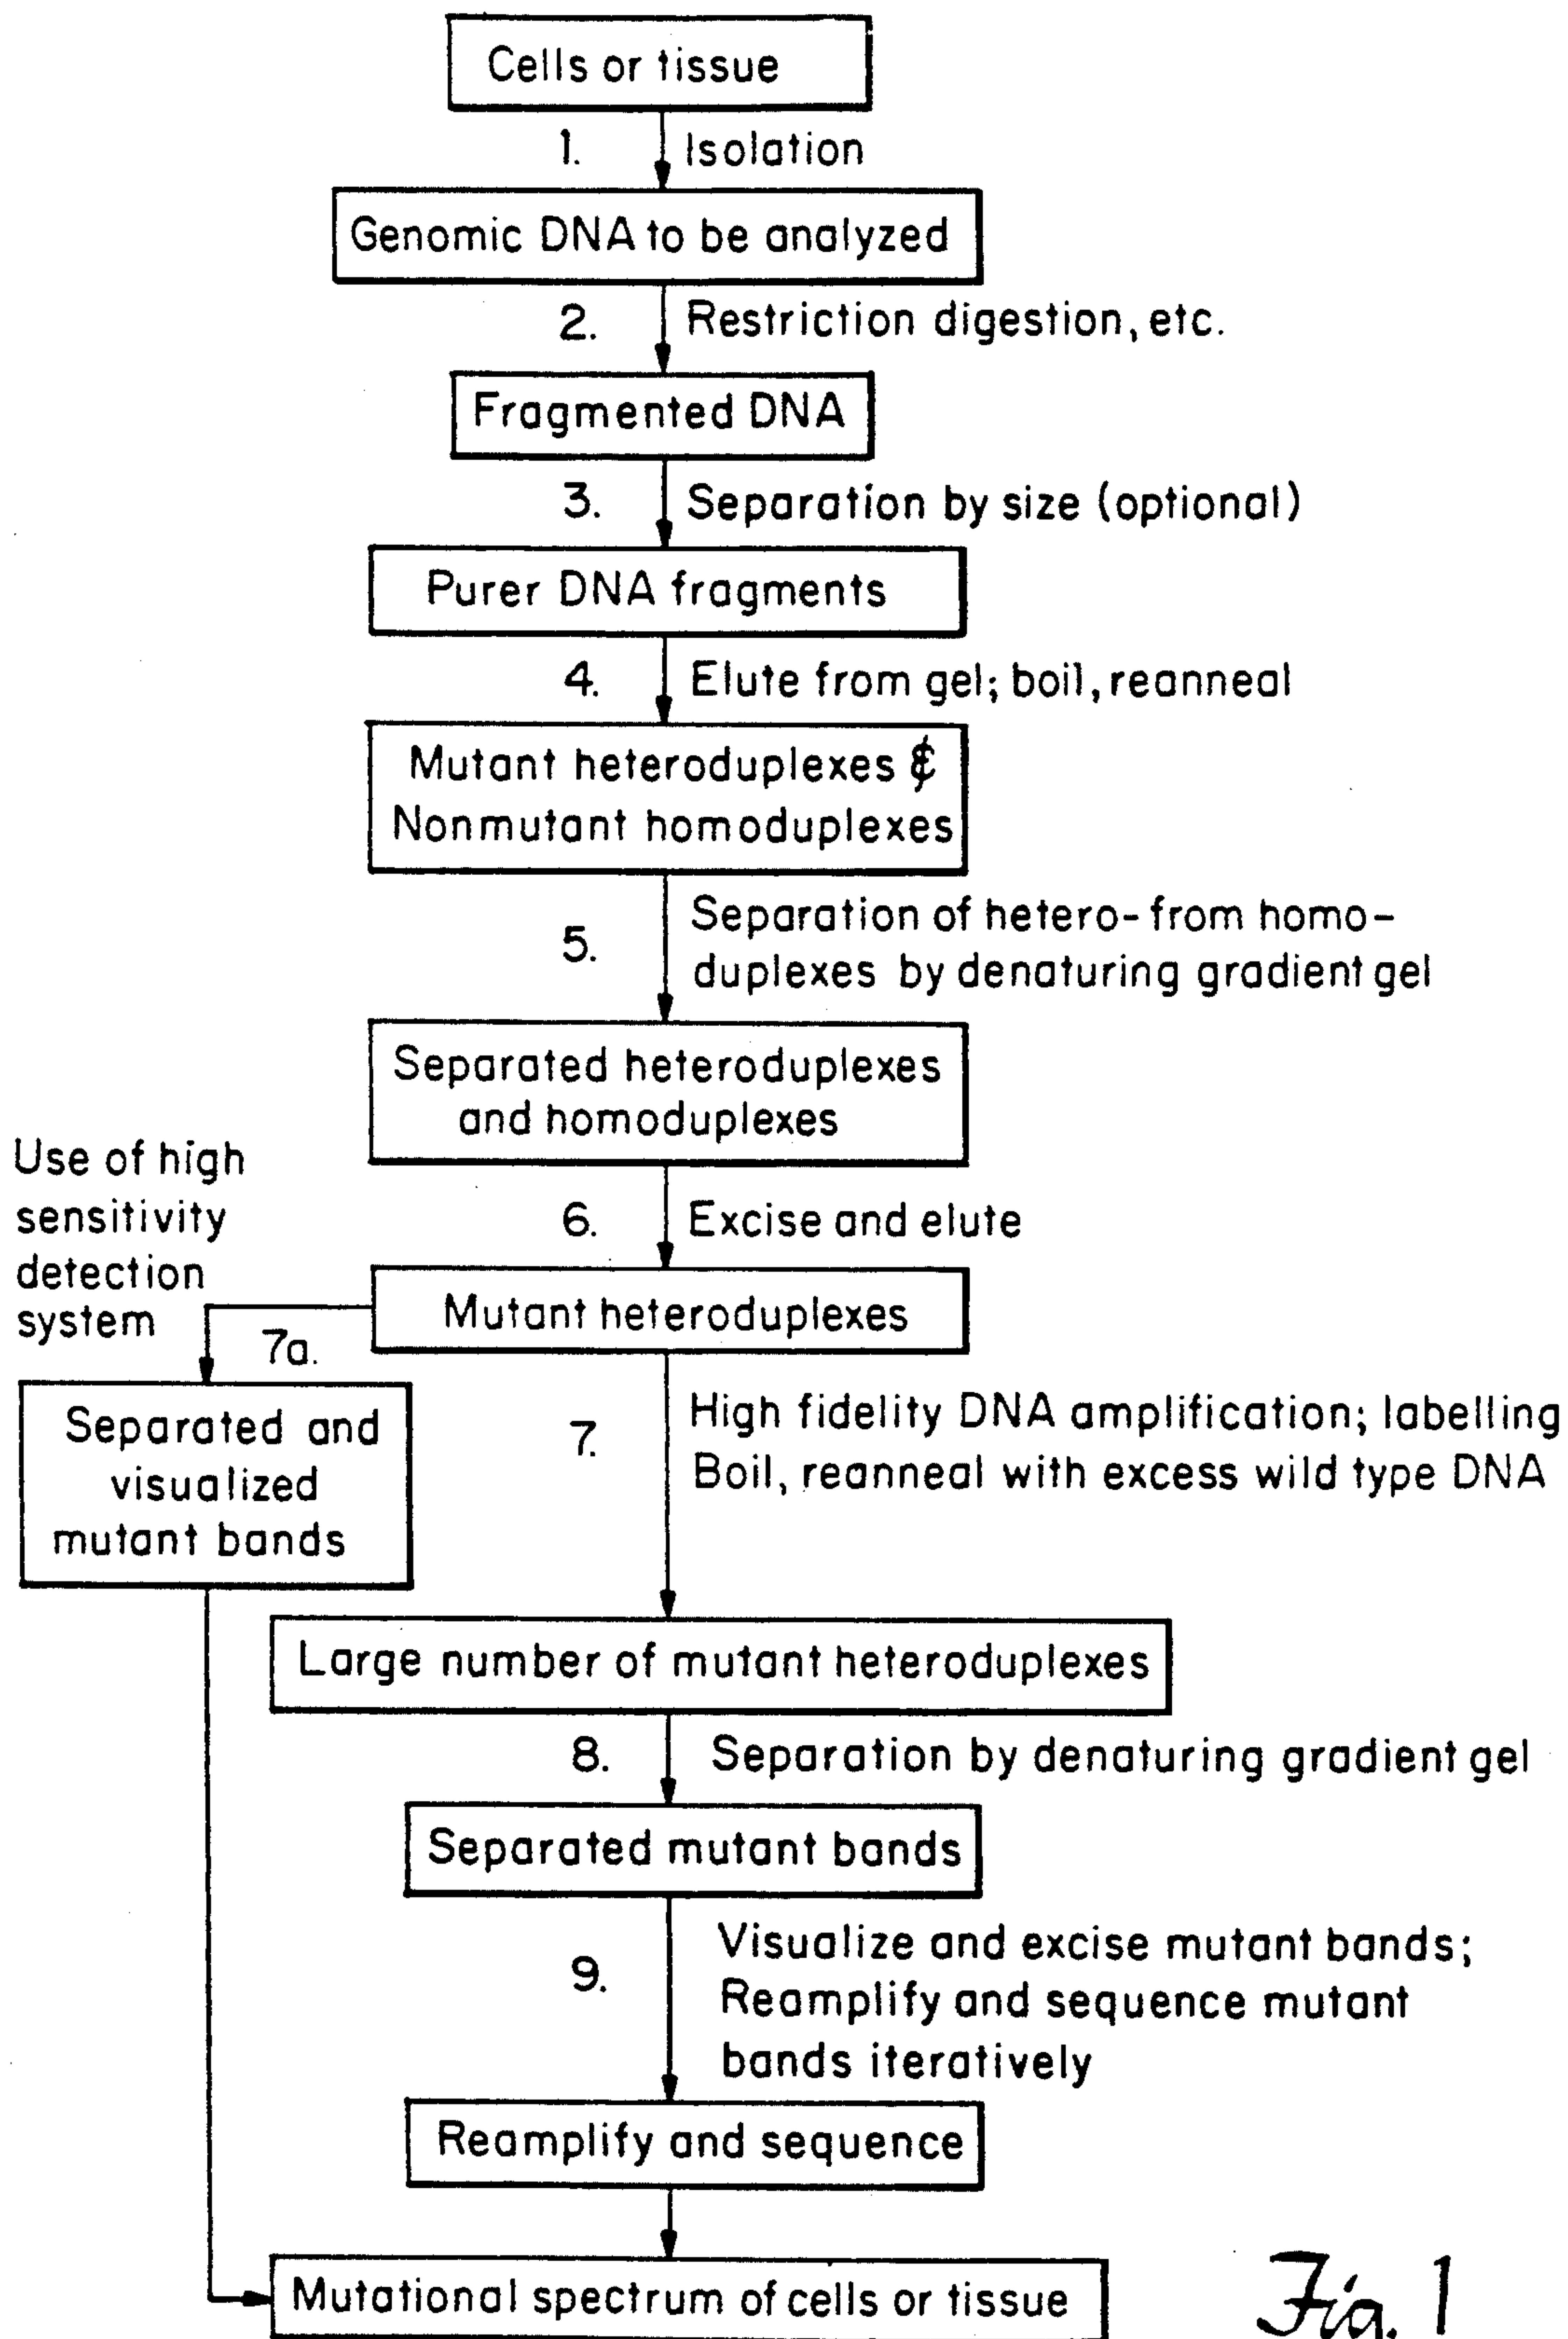 Cells or tissue
1. Isolation
Genomic DNA to be analyzed
2. Restriction digestion, etc.
Fragmented DNA
3. Separation by size (optional)
Purer DNA fragments
4. Elute from gel; boil, reanneal
Mutant heteroduplexes &
Nonmutant homoduplexes
5. Separation of hetero- from homo-
duplexes by denaturing gradient gel
Separated heteroduplexes
and homoduplexes
6. Excise and elute
Mutant heteroduplexes
Use of high
sensitivity
detection
system
7a.
Separated and
visualized
mutant bands
7. High fidelity DNA amplification; labelling
Boil, reanneal with excess wild type DNA
Large number of mutant heteroduplexes
8. Separation by denaturing gradient gel
Separated mutant bands
9. Visualize and excise mutant bands;
Reamplify and sequence mutant
bands iteratively
Reamplify and sequence
Mutational spectrum of cells or tissue
Fig. 1